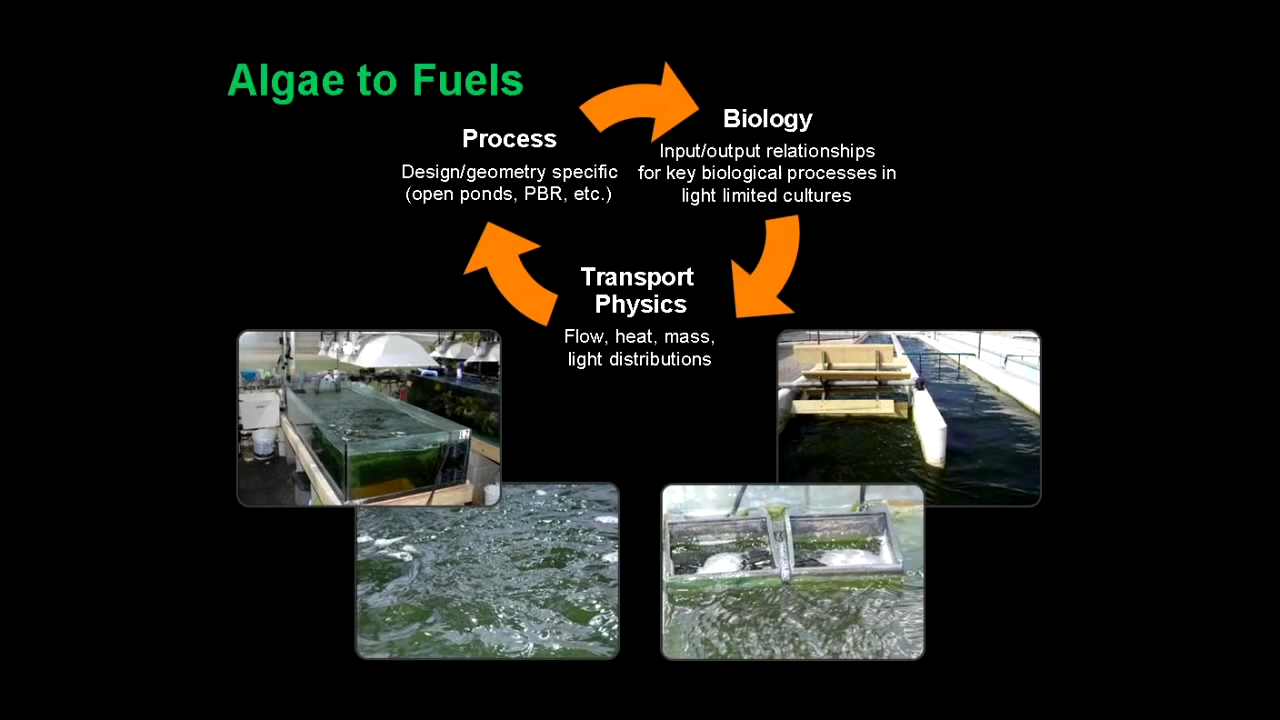 Algae to Fuels
Process
Design/geometry specific
(open ponds, PBR, etc.)
Biology
Input/output relationships
for key biological processes in
light limited cultures
Transport
Physics
Flow, heat, mass,
light distributions